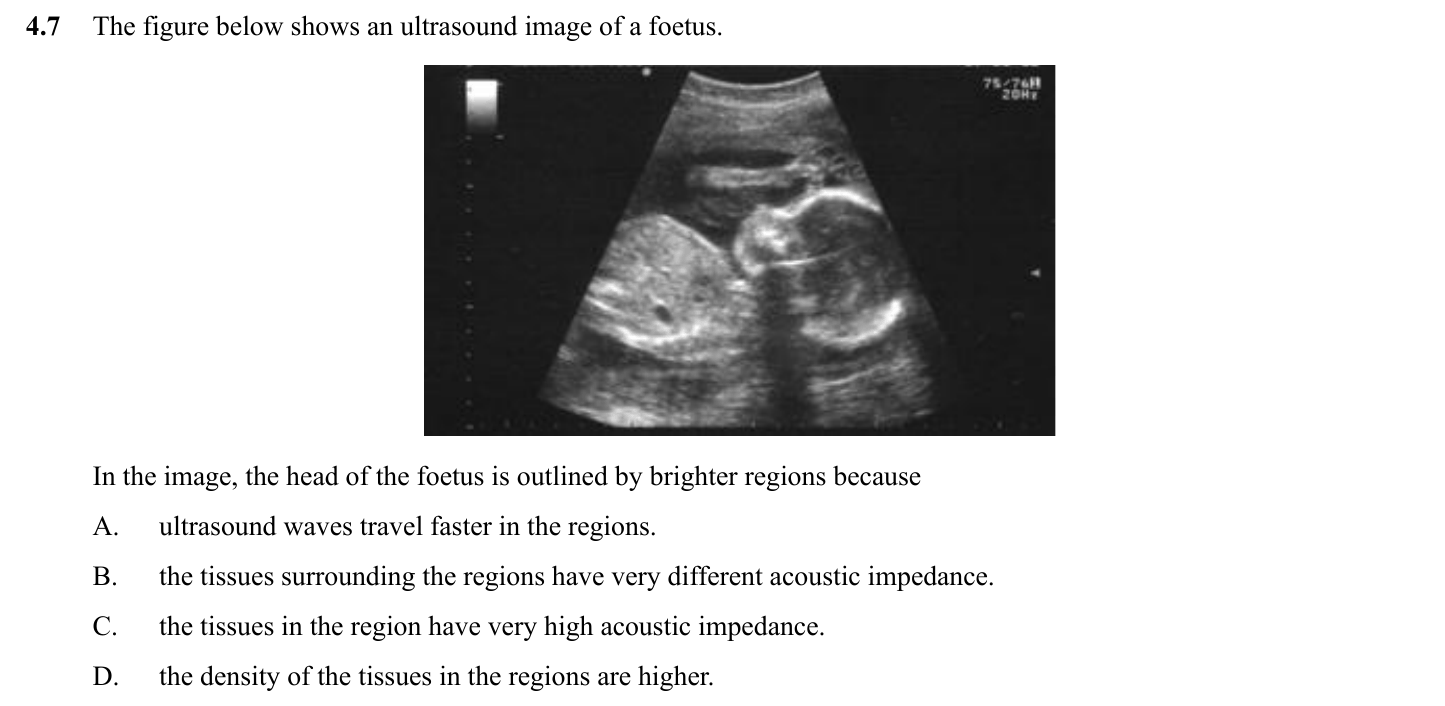 4.7 The figure below shows an ultrasound image of a foetus.
20Hz
In the image, the head of the foetus is outlined by brighter regions because
A. ultrasound waves travel faster in the regions.
B. the tissues surrounding the regions have very different acoustic impedance.
C. the tissues in the region have very high acoustic impedance.
D. the density of the tissues in the regions are higher.